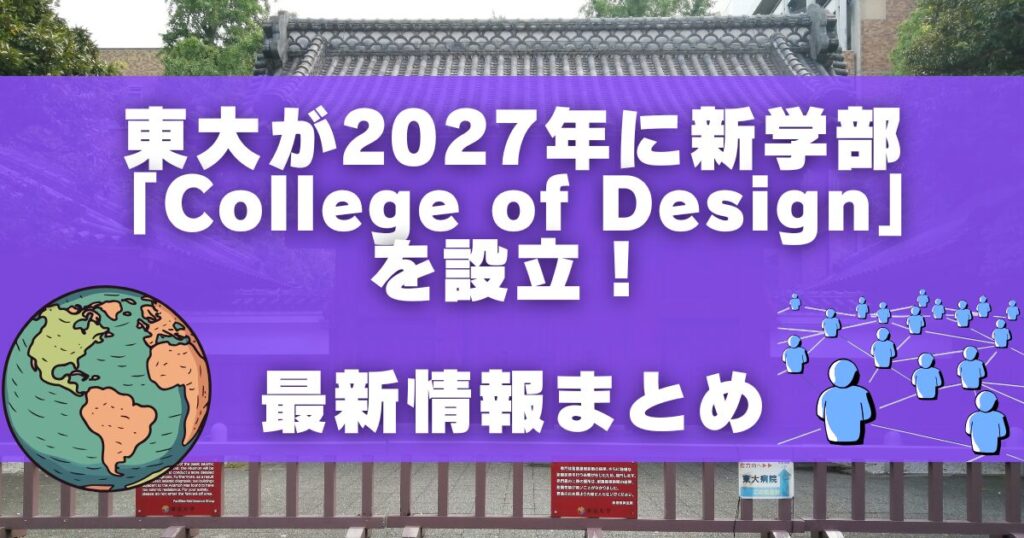 東大が2027年に新学部
「College of Design」
を設立！
最新情報まとめ
東大病院